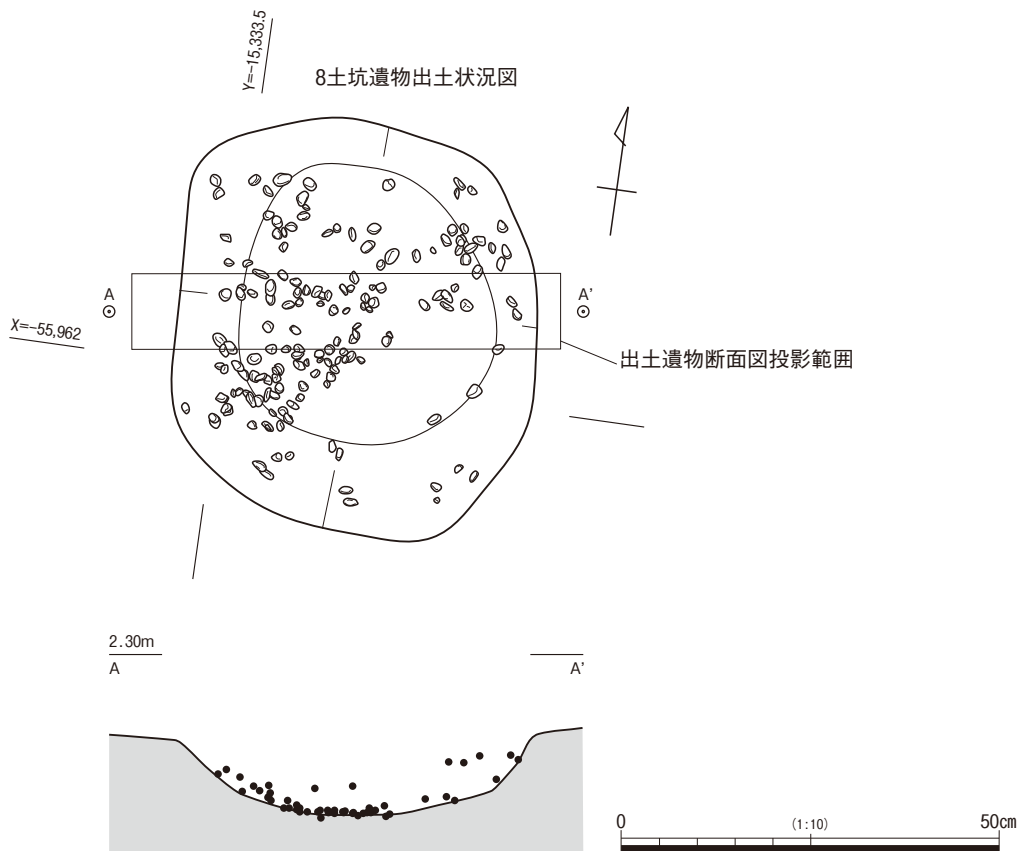 Y=-15,333.5
8土坑遺物出土状況図
A
A'
X=-55,962
出土遺物断面図投影範囲
2.30m
A
A'
0
(1:10)
50cm